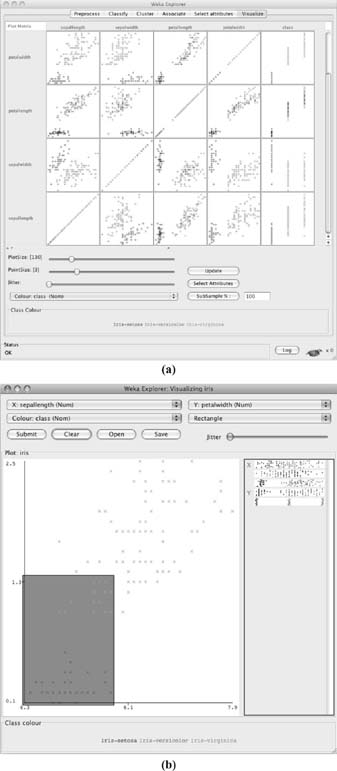 Weka Explorer
Preprocess Classify Cluster Associate Select attributes Visualize
Plot Matrix sepallength sepalwidth petallength petalwidth class
petalwidth
petallength
sepalwidth
sepallength
PlotSize: [130]
PointSize: [3]
Update
Jitter:
Select Attributes
Colour: class (Nom)
SubSample % :
100
Class Colour
Iris-setosa Iris-versicolor Iris-virginica
Status
OK
Log
x 0
(a)
Weka Explorer: Visualizing iris
X: sepallength (Num)
Y: petalwidth (Num)
Colour: class (Nom)
Rectangle
Submit Clear Open Save Jitter
Plot: iris
2.5
X
Y
1.3
0.1
4.3
6.1
7.9
Class colour
Iris-setosa Iris-versicolor Iris-virginica
(b)